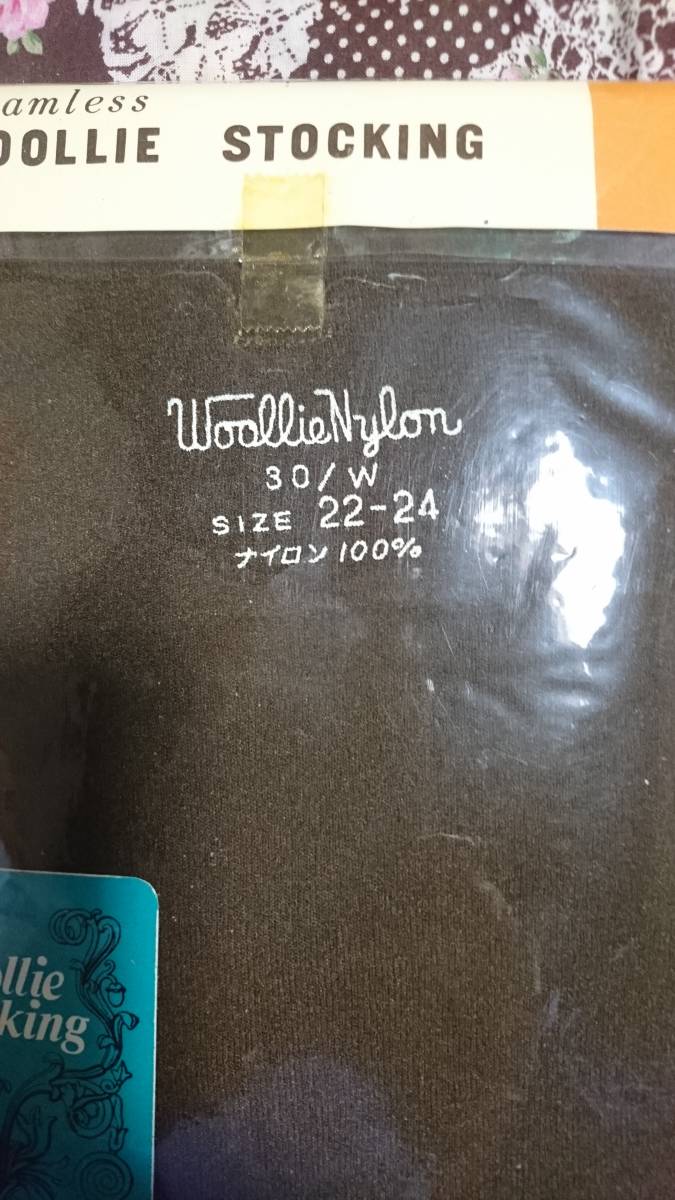 amless
OOLLIE STOCKING
WoollieNylon
30/W
SIZE 22-24
ナイロン100%
ollie
king